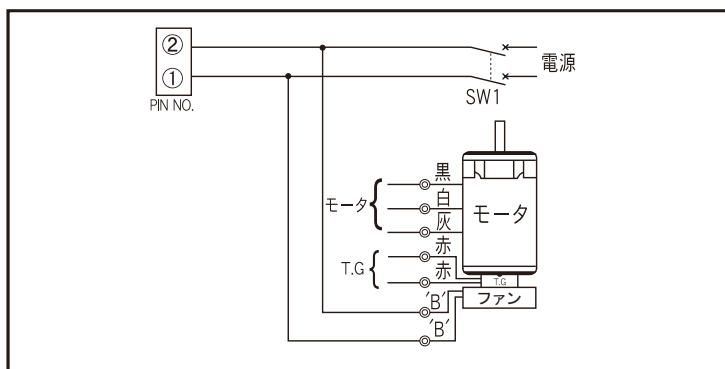 ②
電源
①
PIN NO.
SW1
黒
モータ
白
モータ
灰
赤
T.G
赤
T.G
'B'
ファン
'B'